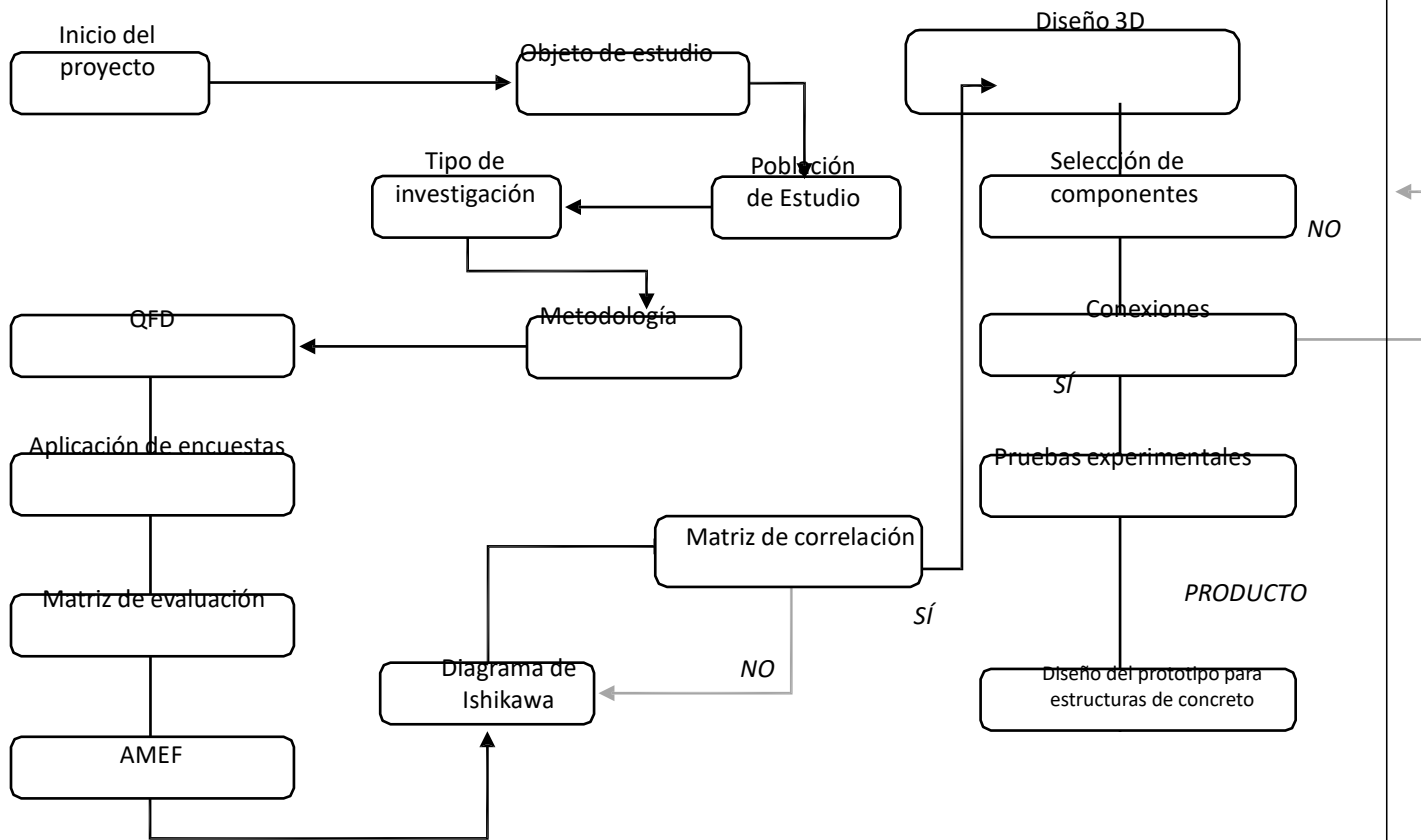 Inicio del
proyecto
Objeto de estudio
Diseño 3D
Tipo de
investigación
Población
de Estudio
Selección de
componentes
NO
QFD
Metodología
Conexiones
SÍ
Aplicación de encuestas
Pruebas experimentales
Matriz de correlación
Matriz de evaluación
PRODUCTO
SÍ
Diagrama de
Ishikawa
NO
Diseño del prototipo para
estructuras de concreto
AMEF